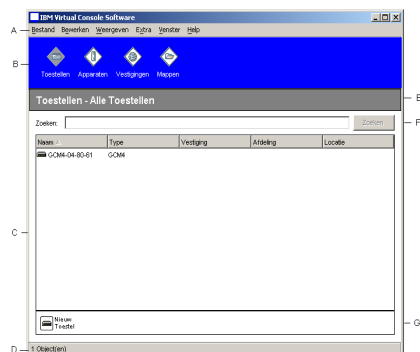 IBM Virtual Console Software
A
Bestand Bewerken Weergeven Extra Venster Help
B
Toestellen Apparaten Vestigingen Mappen
Toestellen - Alle Toestellen
E
Zoeken:
Zoeken
F
Naam Type Vestiging Afdeling Locatie
GCM4-04-80-61 GCM4
C
Nieuw
Toestel
G
D
1 Object(en)